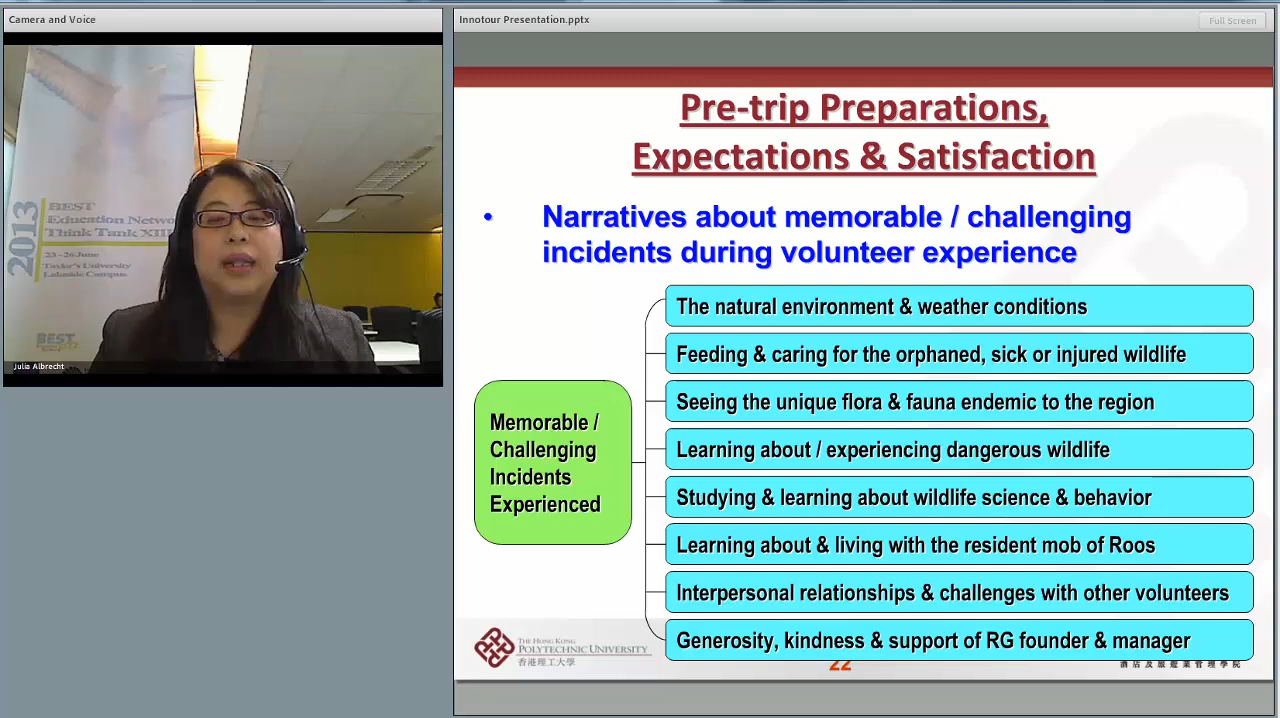 Camera and Voice
2013
BEST
Education Netwo
Think Tank XIII
23 - 26 June
Taylor's University
Lakeside Campus
BEST
Julia Albrecht
Innotour Presentation.pptx
Full Screen
Pre-trip Preparations,
Expectations & Satisfaction
• Narratives about memorable / challenging
incidents during volunteer experience
Memorable /
Challenging
Incidents
Experienced
The natural environment & weather conditions
Feeding & caring for the orphaned, sick or injured wildlife
Seeing the unique flora & fauna endemic to the region
Learning about / experiencing dangerous wildlife
Studying & learning about wildlife science & behavior
Learning about & living with the resident mob of Roos
Interpersonal relationships & challenges with other volunteers
Generosity, kindness & support of RG founder & manager
THE HONG KONG
POLYTECHNIC UNIVERSITY
香港理工大學
22
酒店及旅遊業管理學院